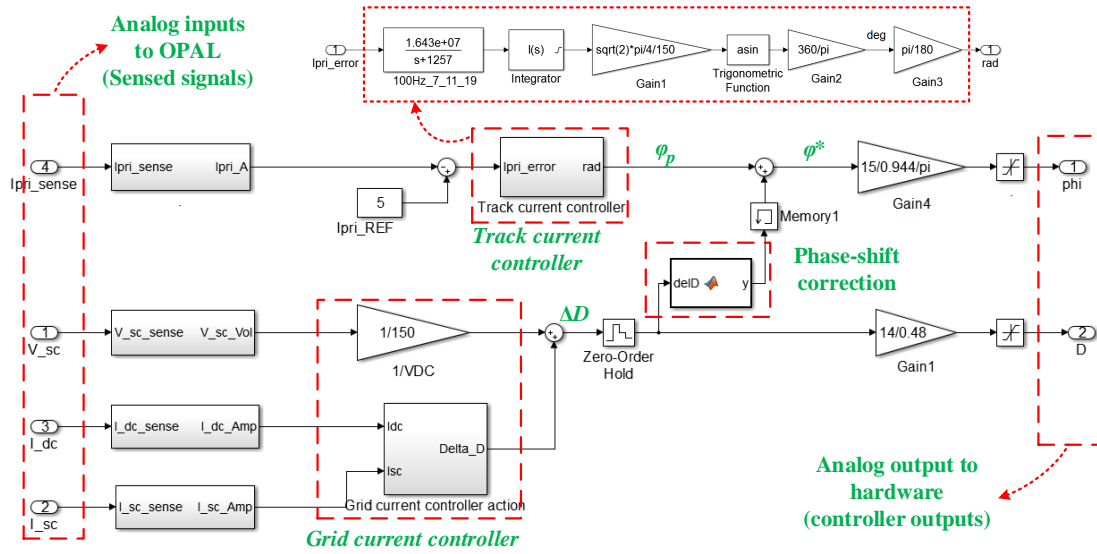 Analog inputs
to OPAL
(Sensed signals)
1
Ipri_error
1.643e+07
s+1257
100Hz_7_11_19
I(s)
Integrator
sqrt(2)*pi/4/150
Gain1
asin
Trigonometric
Function
360/pi
Gain2
deg
pi/180
Gain3
1
rad
4
Ipri_sense
Ipri_sense
Ipri_A
5
Ipri_REF
Ipri_error
rad
Track current controller
Track current
controller
φp
φ*
Memory1
15/0.944/pi
Gain4
1
phi
delD
y
Phase-shift
correction
1
V_sc
V_sc_sense
V_sc_Vol
1/150
1/VDC
ΔD
Zero-Order
Hold
14/0.48
Gain1
2
D
3
I_dc
I_dc_sense
I_dc_Amp
Idc
Isc
Delta_D
Grid current controller action
2
I_sc
I_sc_sense
I_sc_Amp
Grid current controller
Analog output to
hardware
(controller outputs)